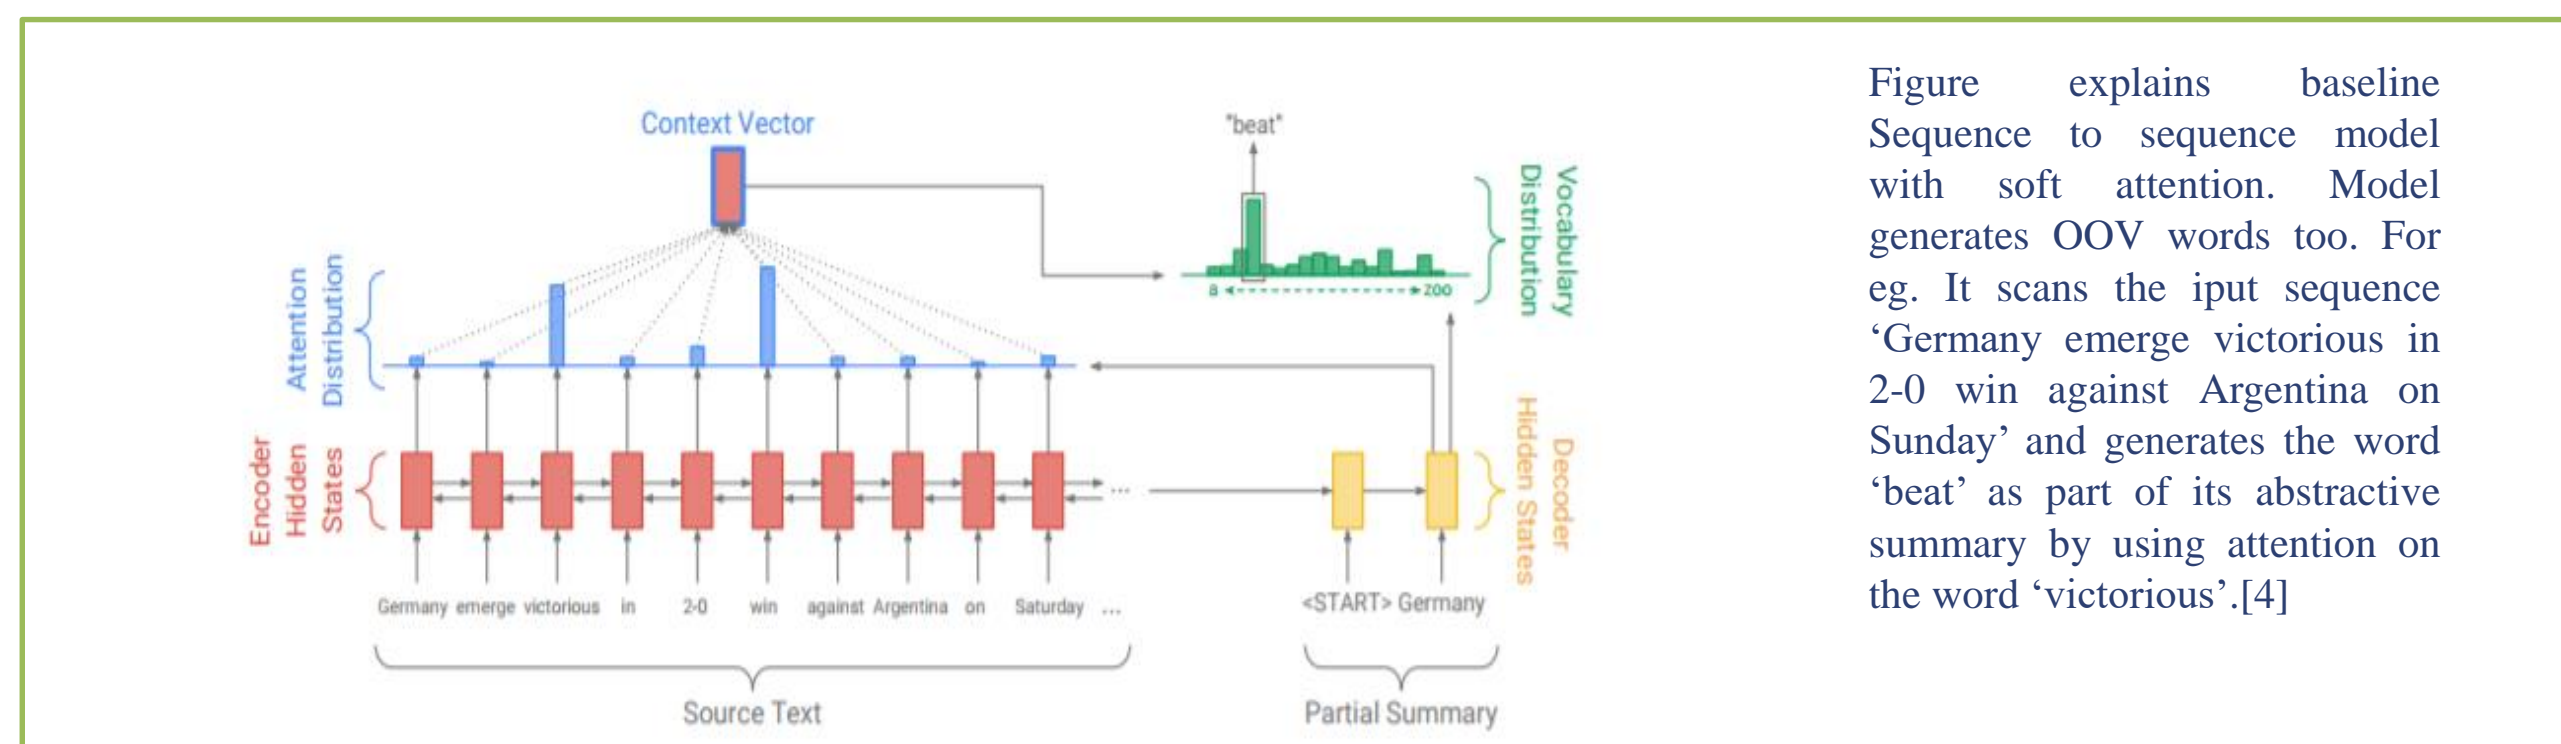 Context Vector
"beat"
Vocabulary
Distribution
a
zoo
Attention
Distribution
Encoder
Hidden
States
Decoder
Hidden States
...
Germany emerge victorious in 2-0 win against Argentina on Saturday ...
<START> Germany
Source Text
Partial Summary
Figure explains baseline
Sequence to sequence model
with soft attention. Model
generates OOV words too. For
eg. It scans the iput sequence
‘Germany emerge victorious in
2-0 win against Argentina on
Sunday’ and generates the word
‘beat’ as part of its abstractive
summary by using attention on
the word ‘victorious’.[4]